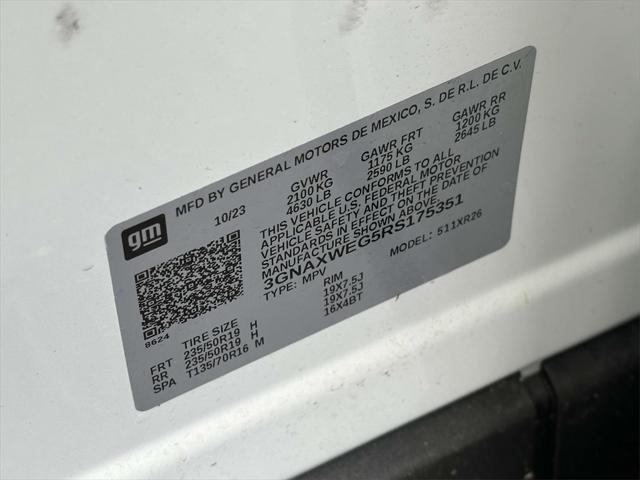 MFD BY GENERAL MOTORS DE MEXICO, S. DE R.L. DE C.V.
gm
10/23
GVWR GAWR FRT GAWR RR
2100 KG 1175 KG 1200 KG
4630 LB 2590 LB 2645 LB
THIS VEHICLE CONFORMS TO ALL
APPLICABLE U.S. FEDERAL MOTOR
VEHICLE SAFETY AND THEFT PREVENTION
STANDARDS IN EFFECT ON THE DATE OF
3GNAXWEG5RS175351
TYPE: MPV MODEL: 511XR26
8624
TIRE SIZE RIM
FRT 235/50R19 H 19X7.5J
RR 235/50R19 H 19X7.5J
SPA T135/70R16 M 16X4BT